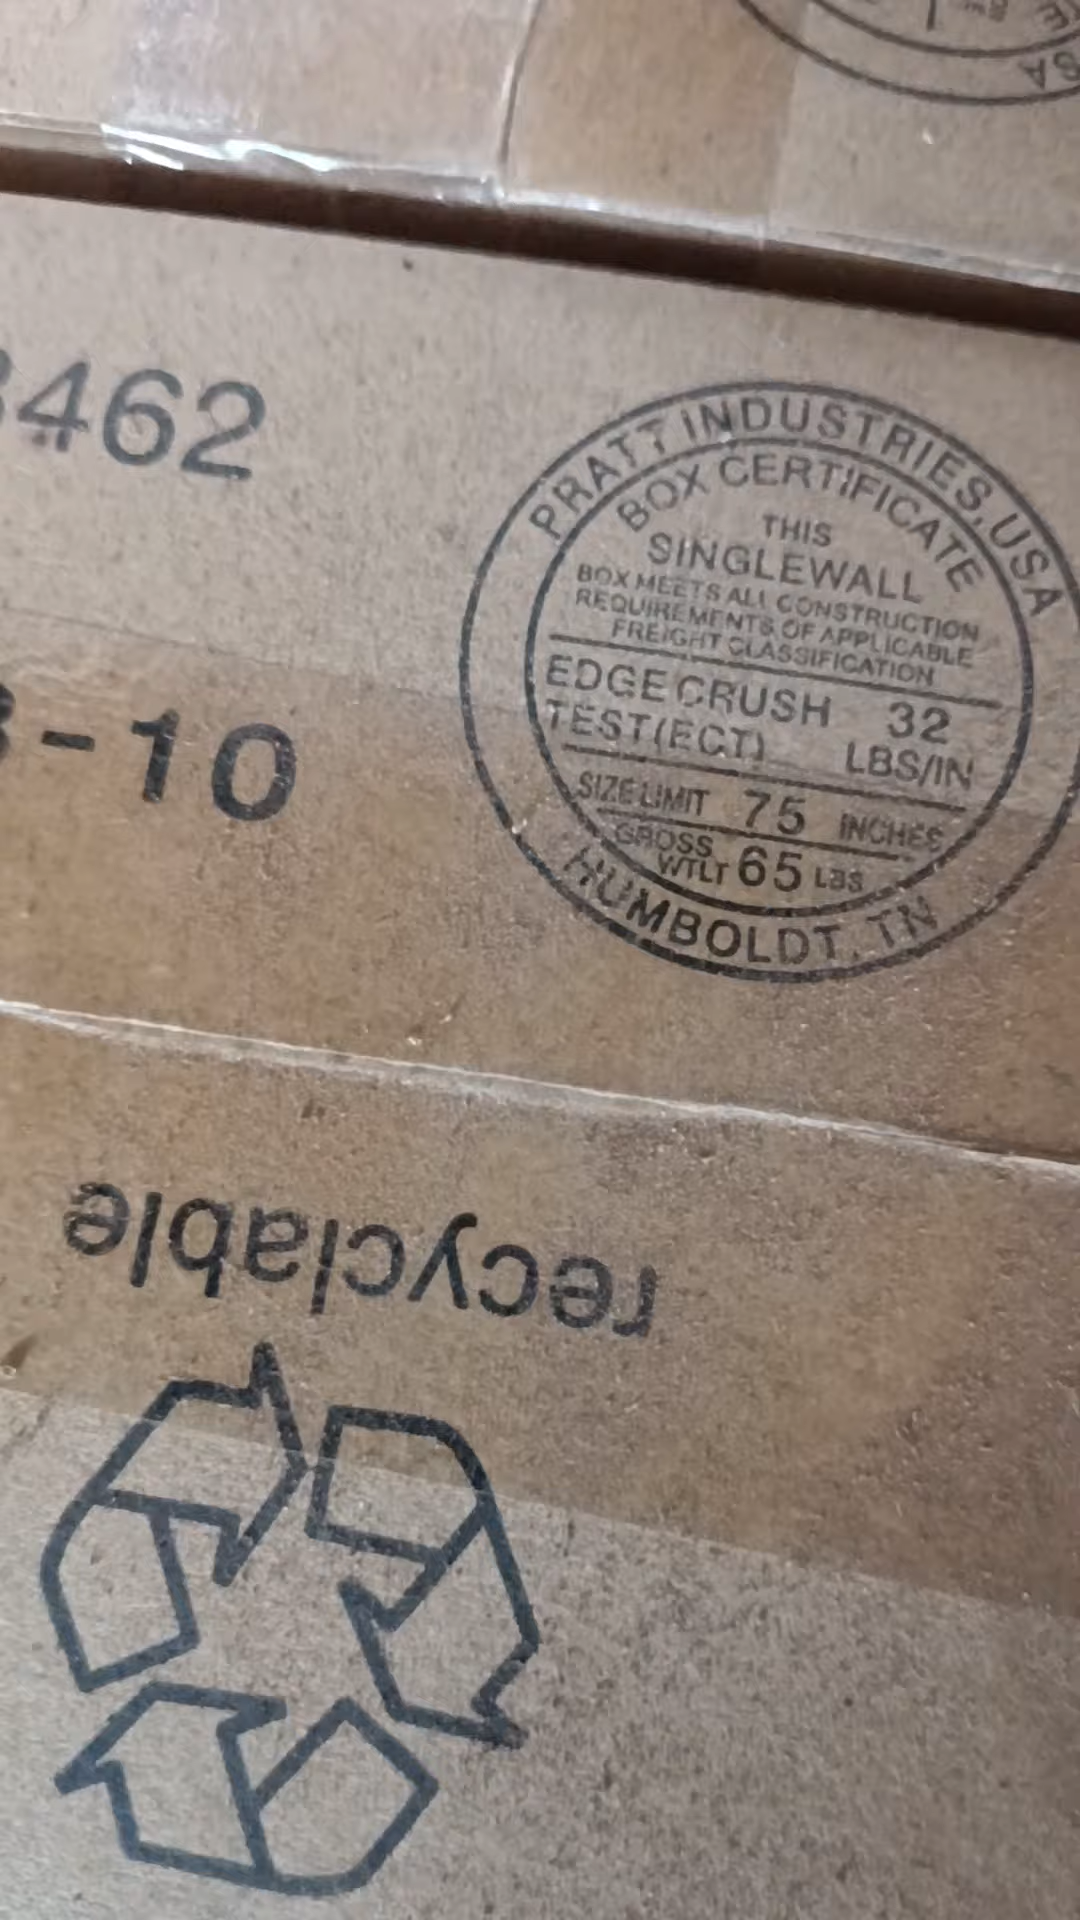 3462
3-10
PRATT INDUSTRIES, USA
BOX CERTIFICATE
THIS
SINGLEWALL
BOX MEETS ALL CONSTRUCTION
REQUIREMENTS OF APPLICABLE
FREIGHT CLASSIFICATION
EDGE CRUSH 32
TEST(ECT) LBS/IN
SIZE LIMIT 75 INCHES
GROSS
WT LT 65 LBS
HUMBOLDT, TN
recyclable